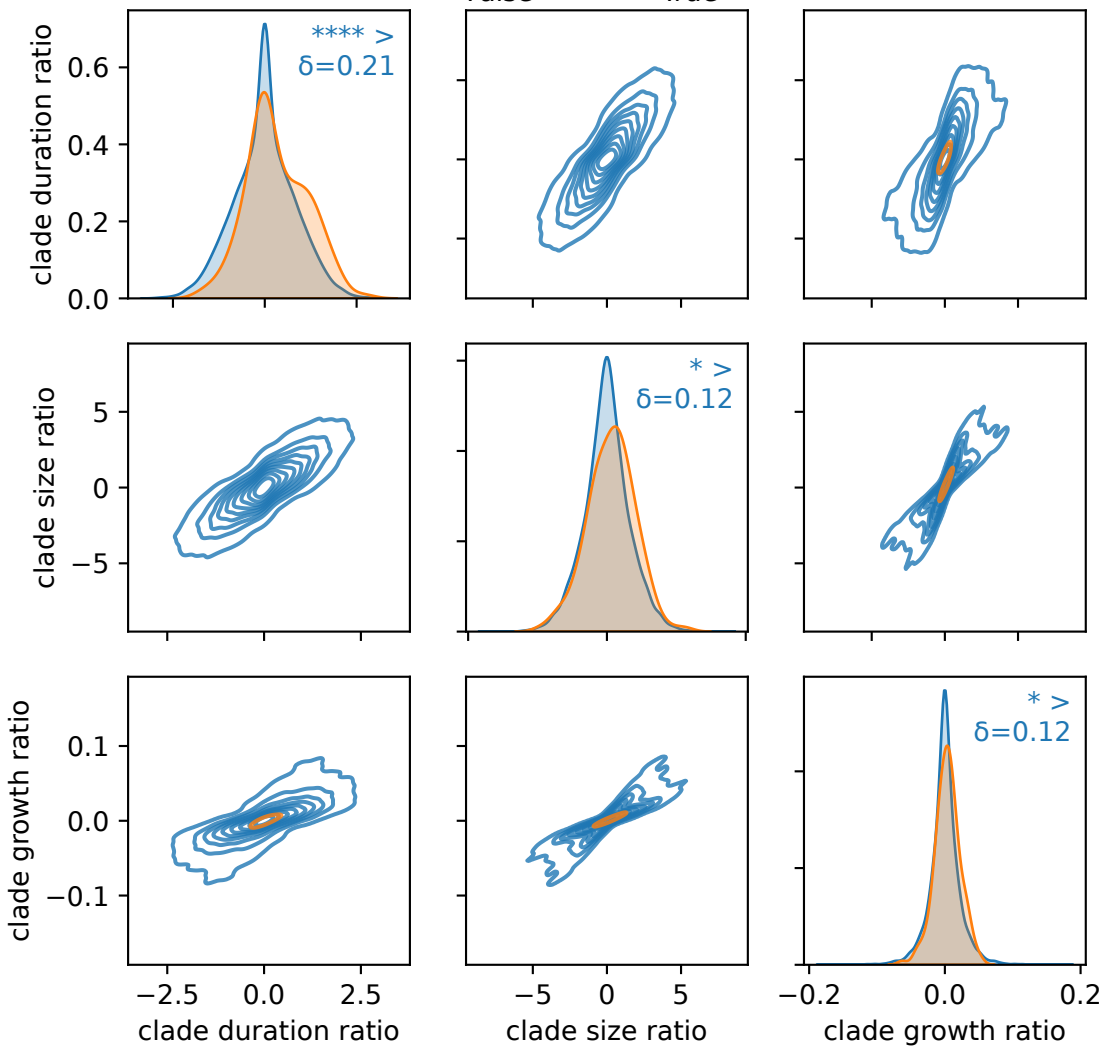 **** >
δ=0.21
clade duration ratio
0.6
0.4
0.2
0.0
* >
δ=0.12
clade size ratio
5
0
−5
* >
δ=0.12
clade growth ratio
0.1
0.0
−0.1
−2.5 0.0 2.5 −5 0 5 −0.2 0.0 0.2
clade duration ratio clade size ratio clade growth ratio